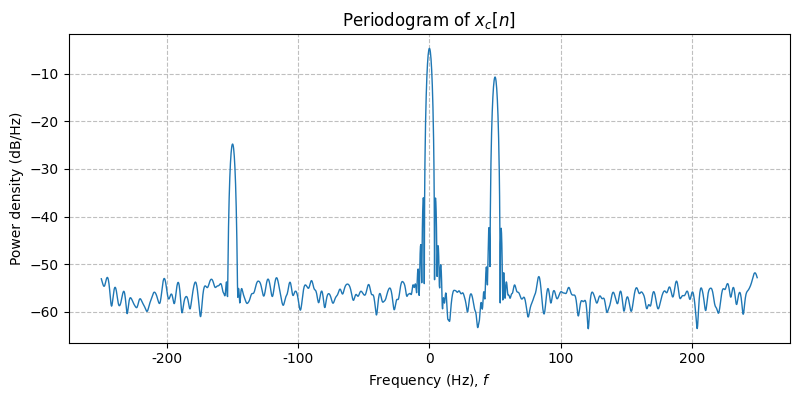 Periodogram of x_c[n]
Power density (dB/Hz)
−10
−20
−30
−40
−50
−60
-200 -100 0 100 200
Frequency (Hz), f